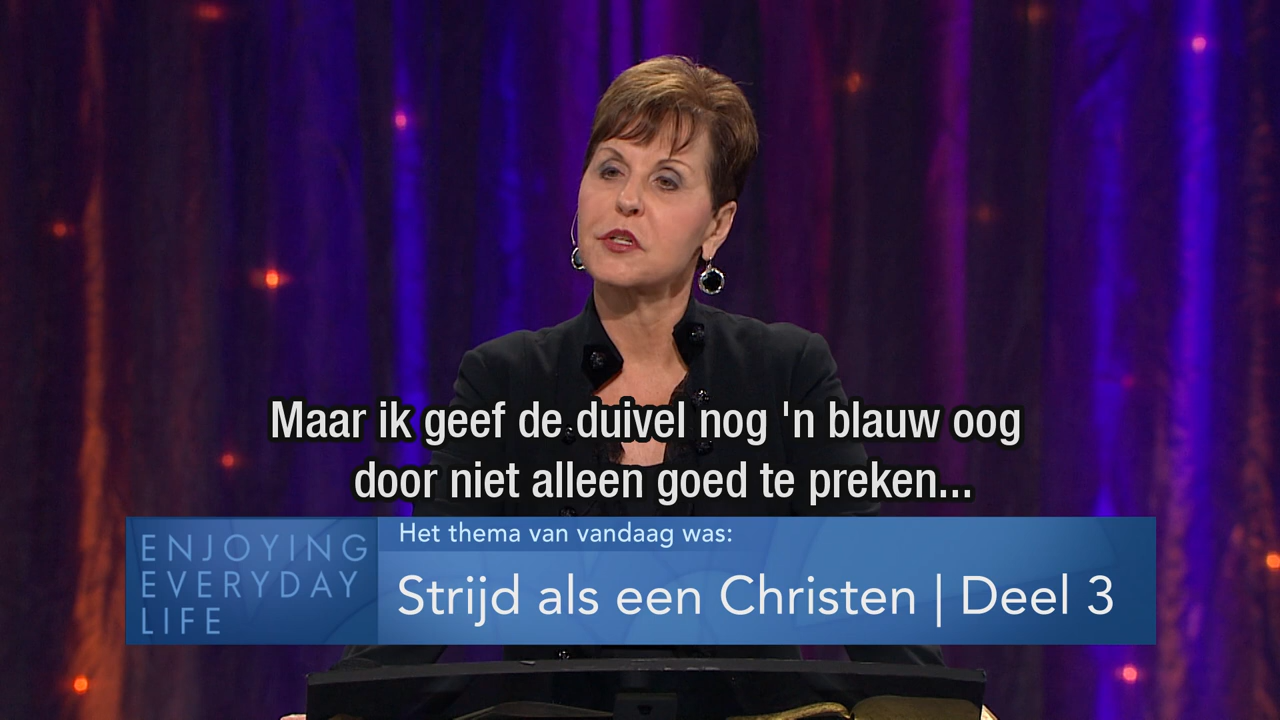 Maar ik geef de duivel nog 'n blauw oog
door niet alleen goed te preken...
Het thema van vandaag was:
ENJOYING
EVERYDAY
LIFE
Strijd als een Christen | Deel 3